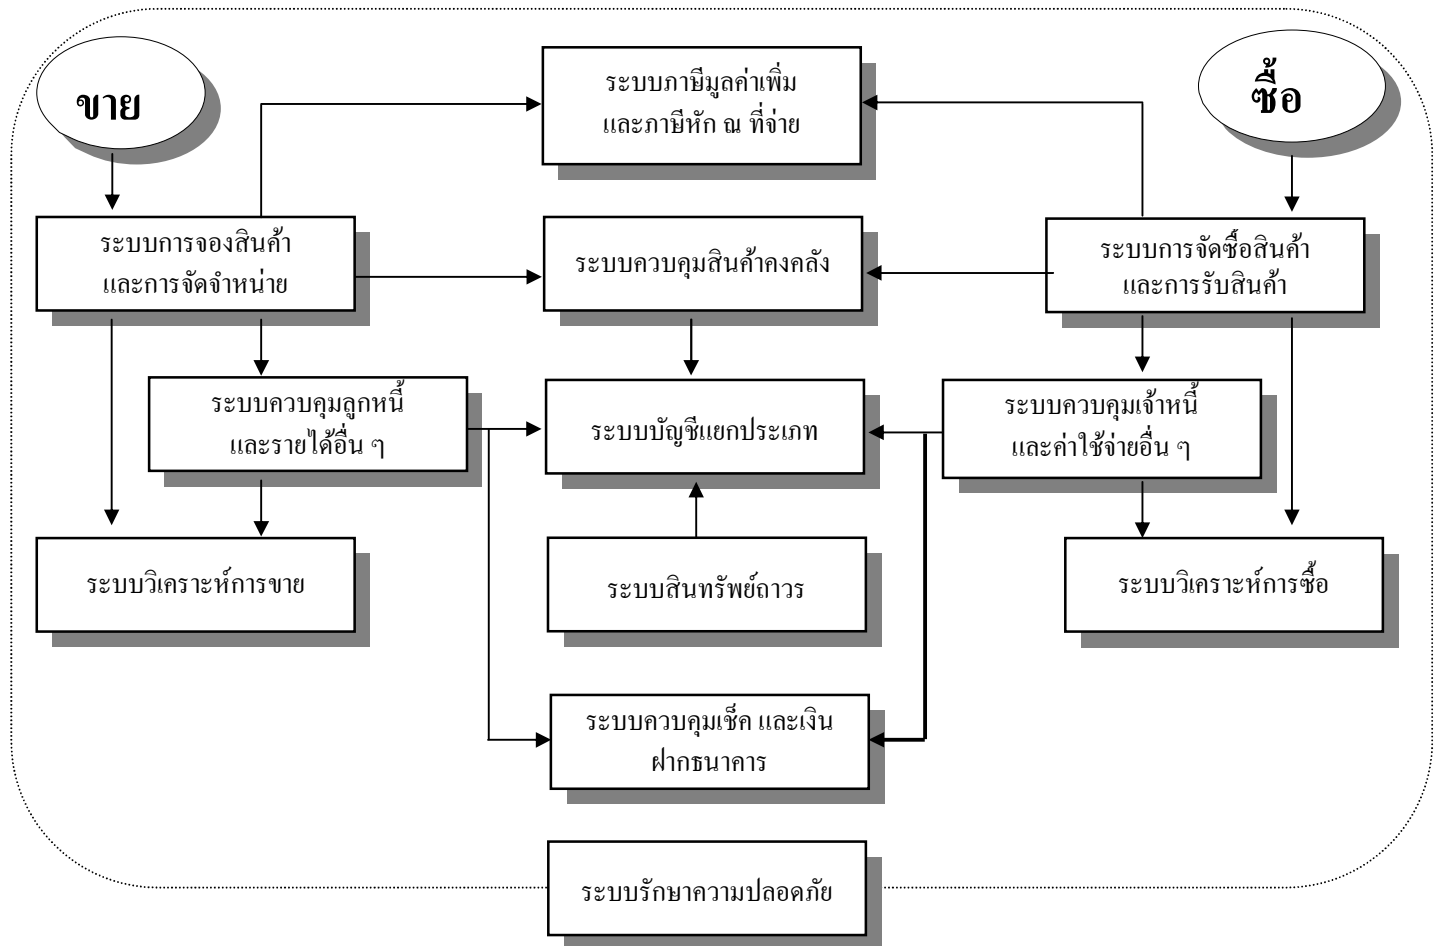 ขาย
ระบบภาษีมูลค่าเพิ่ม
และภาษีหัก ณ ที่จ่าย
ซื้อ
ระบบการจองสินค้า
และการจัดจำหน่าย
ระบบควบคุมสินค้าคงคลัง
ระบบการจัดซื้อสินค้า
และการรับสินค้า
ระบบควบคุมลูกหนี้
และรายได้อื่น ๆ
ระบบบัญชีแยกประเภท
ระบบควบคุมเจ้าหนี้
และค่าใช้จ่ายอื่น ๆ
ระบบวิเคราะห์การขาย
ระบบสินทรัพย์ถาวร
ระบบวิเคราะห์การซื้อ
ระบบควบคุมเช็ค และเงิน
ฝากธนาคาร
ระบบรักษาความปลอดภัย